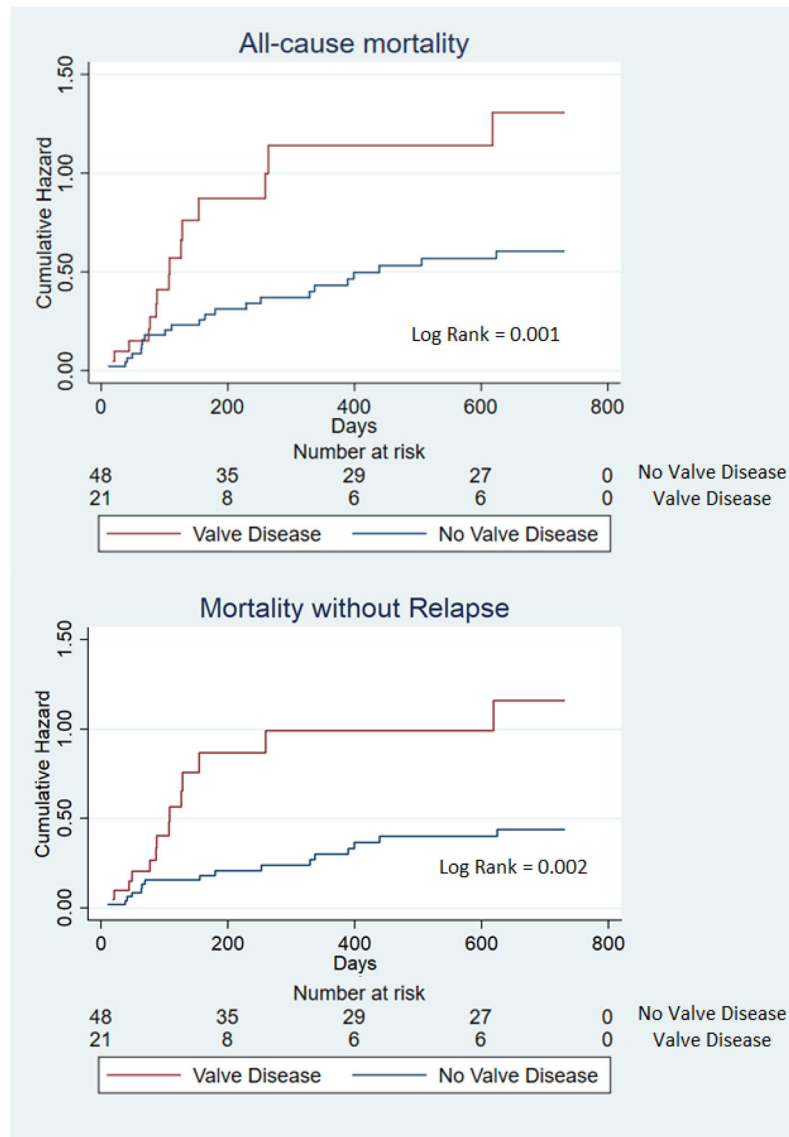 All-cause mortality
1.50
1.00
0.50
0.00
Cumulative Hazard
Log Rank = 0.001
0 200 400 600 800
Days
Number at risk
48 35 29 27 0 No Valve Disease
21 8 6 6 0 Valve Disease
Valve Disease No Valve Disease
Mortality without Relapse
1.50
1.00
0.50
0.00
Cumulative Hazard
Log Rank = 0.002
0 200 400 600 800
Days
Number at risk
48 35 29 27 0 No Valve Disease
21 8 6 6 0 Valve Disease
Valve Disease No Valve Disease